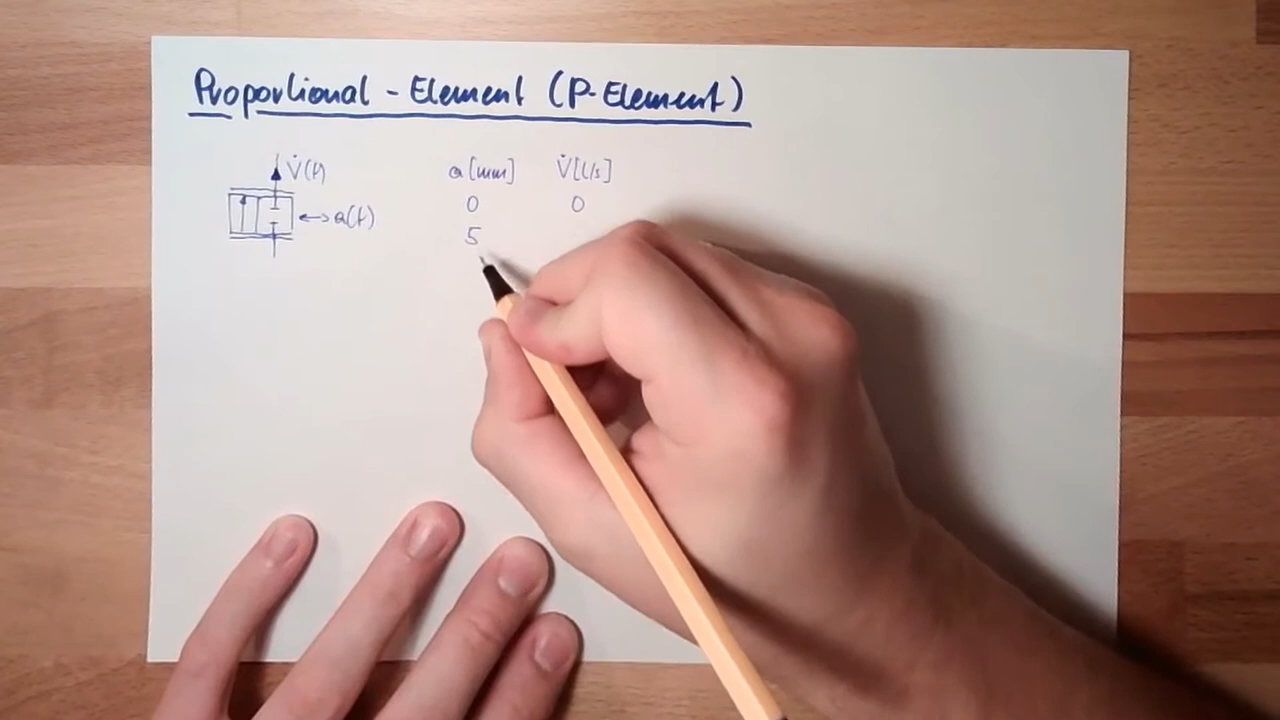 Proportional - Element (P-Element)
V̇(t)
a(t)
a [mm] V̇ [l/s]
0 0
5